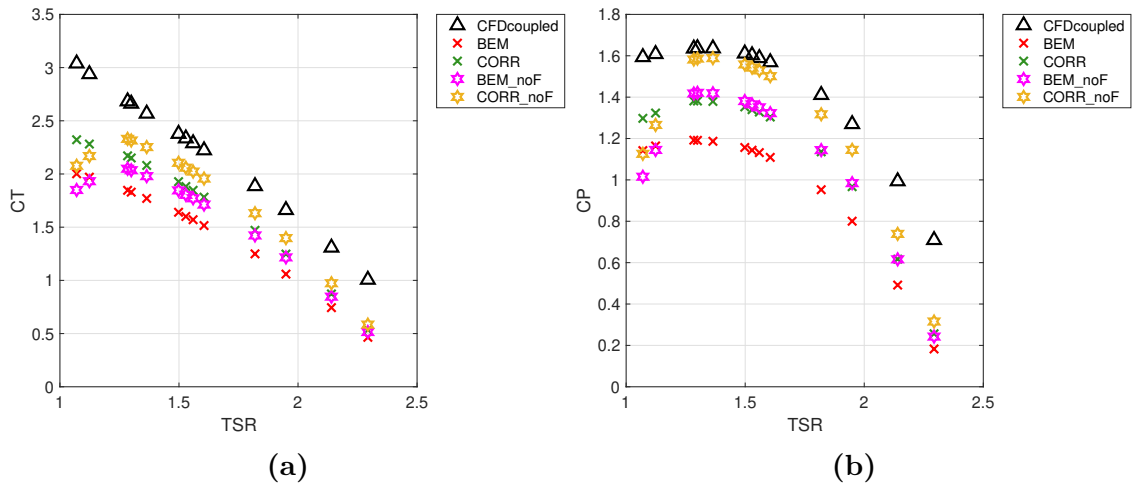 3.5
3
2.5
2
1.5
1
0.5
0
1
1.5
2
2.5
CT
TSR
CFDcoupled
BEM
CORR
BEM_noF
CORR_noF
(a)
1.8
1.6
1.4
1.2
1
0.8
0.6
0.4
0.2
0
1
1.5
2
2.5
CP
TSR
CFDcoupled
BEM
CORR
BEM_noF
CORR_noF
(b)